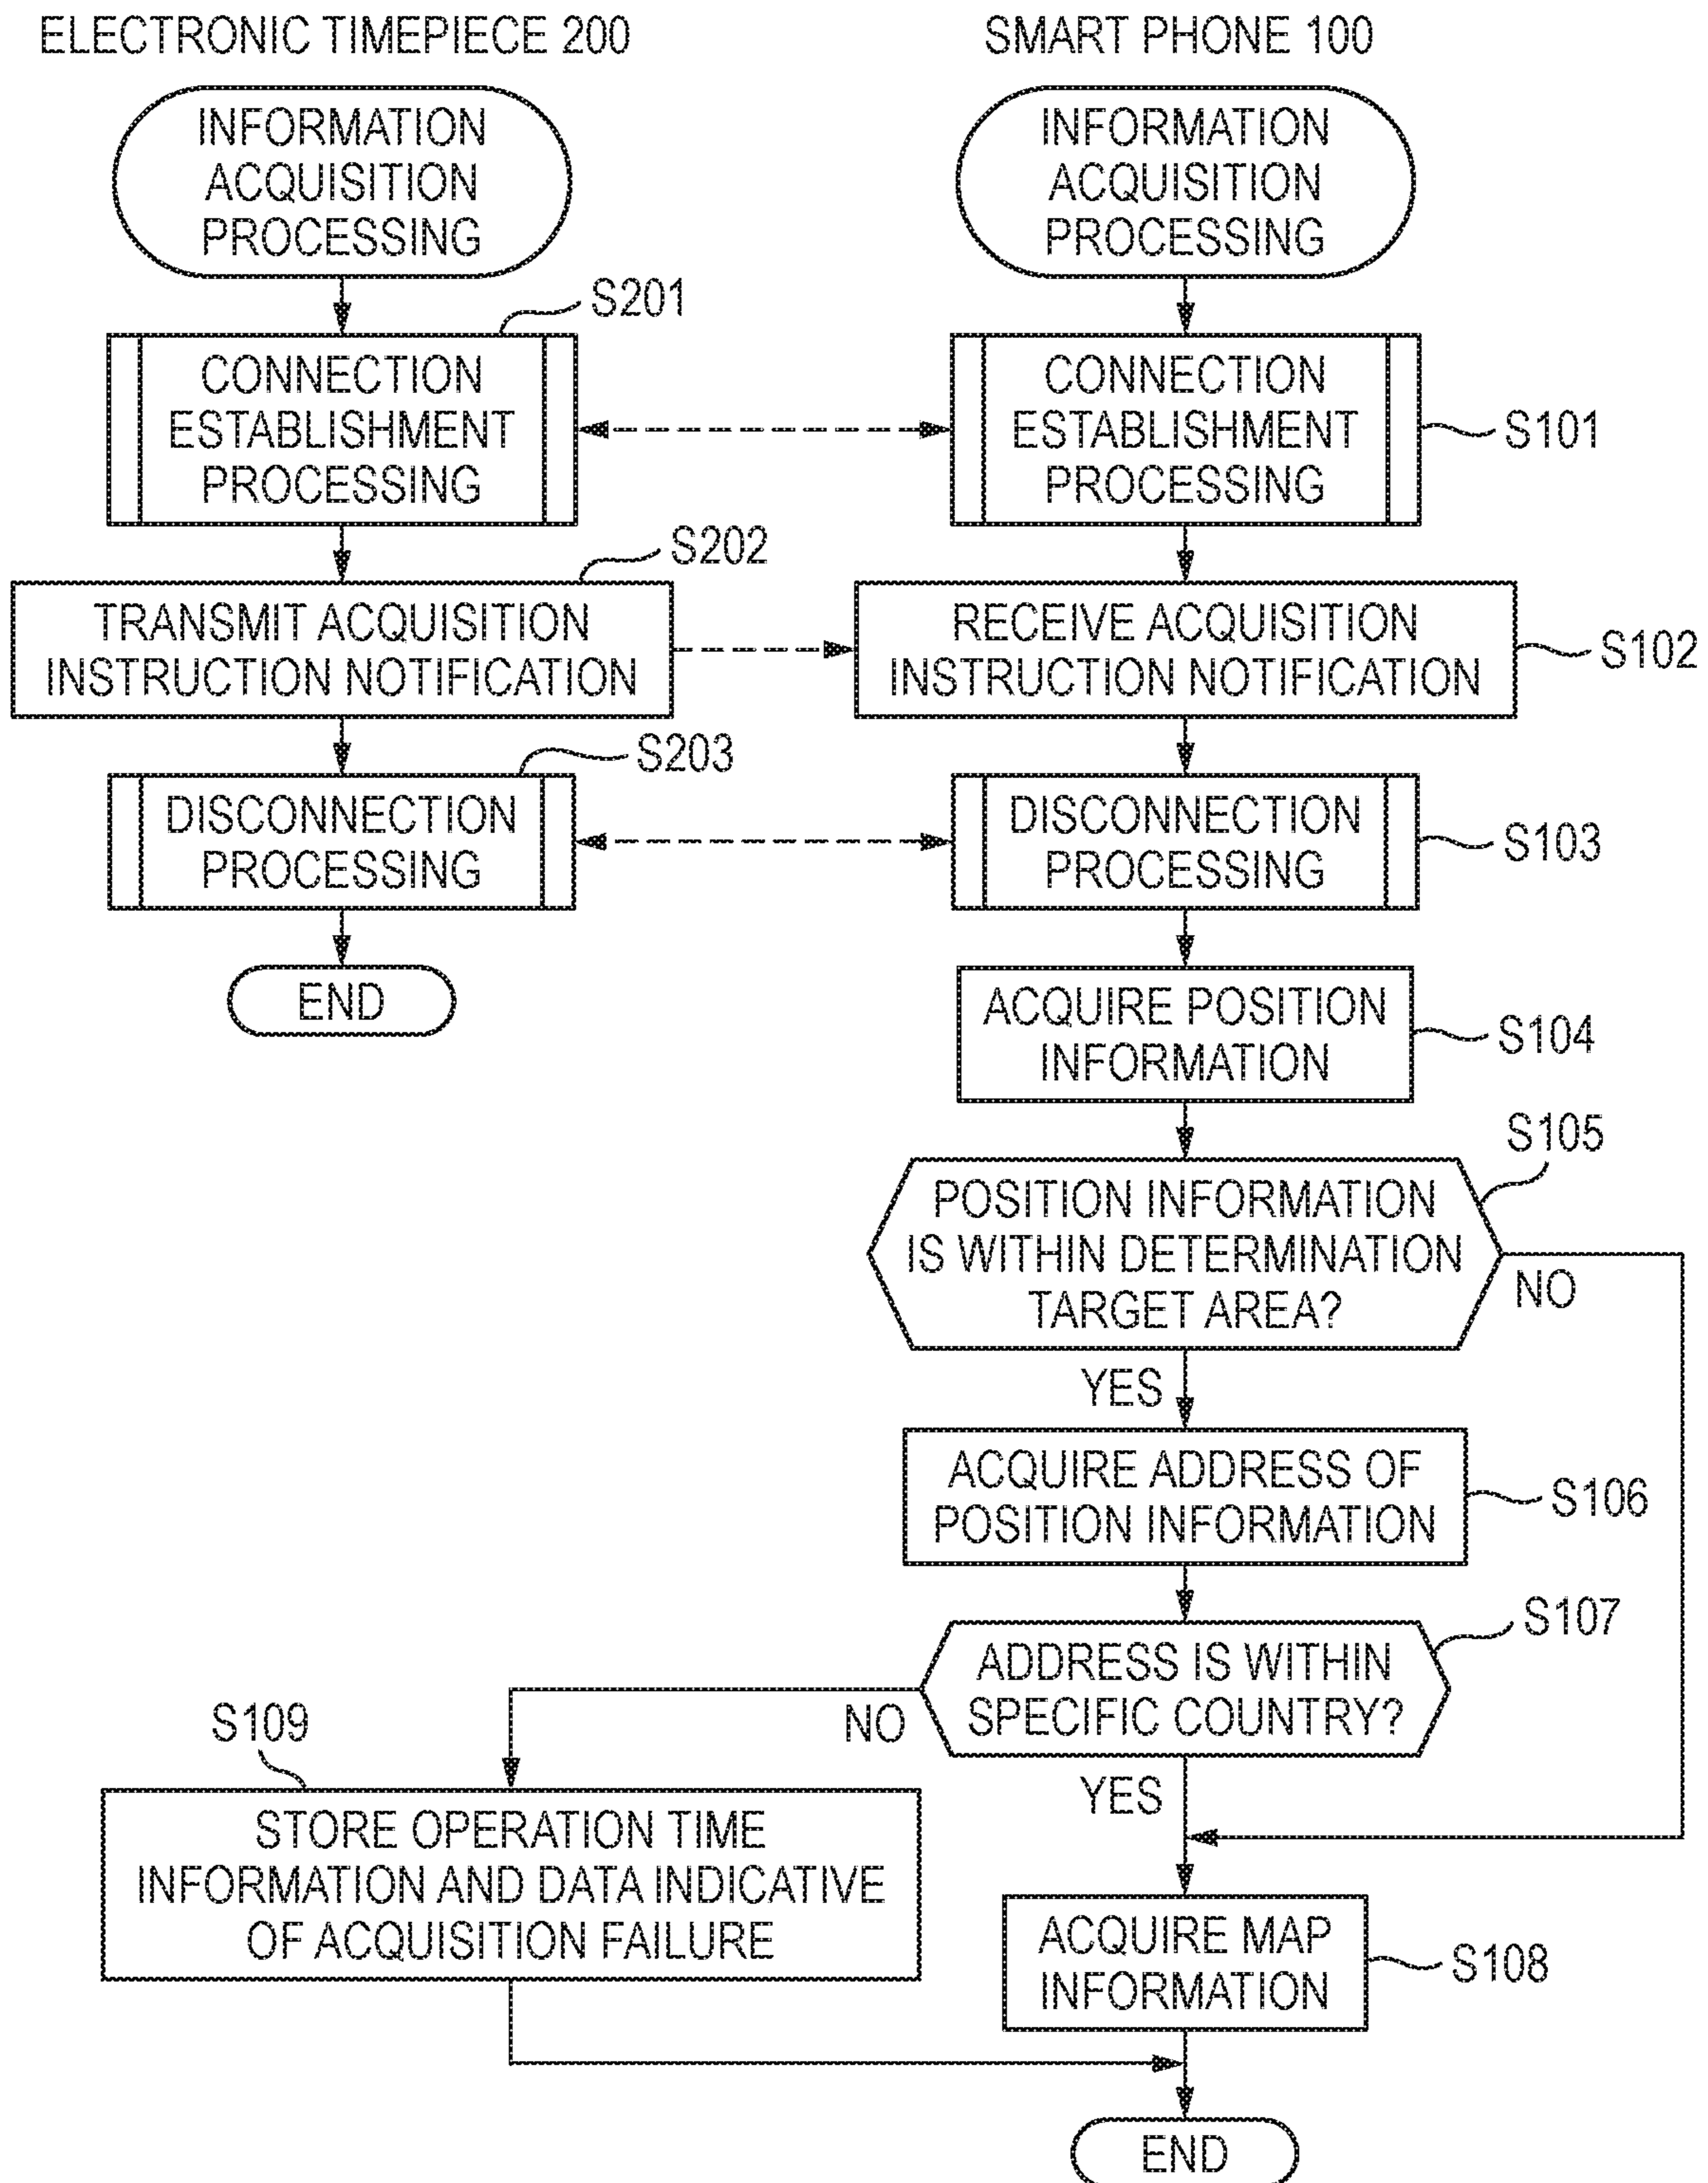 ELECTRONIC TIMEPIECE 200
SMART PHONE 100
INFORMATION
ACQUISITION
PROCESSING
INFORMATION
ACQUISITION
PROCESSING
S201
CONNECTION
ESTABLISHMENT
PROCESSING
CONNECTION
ESTABLISHMENT
PROCESSING
S101
S202
TRANSMIT ACQUISITION
INSTRUCTION NOTIFICATION
RECEIVE ACQUISITION
INSTRUCTION NOTIFICATION
S102
S203
DISCONNECTION
PROCESSING
DISCONNECTION
PROCESSING
S103
END
ACQUIRE POSITION
INFORMATION
S104
S105
POSITION INFORMATION
IS WITHIN DETERMINATION
TARGET AREA?
NO
YES
ACQUIRE ADDRESS OF
POSITION INFORMATION
S106
S107
ADDRESS IS WITHIN
SPECIFIC COUNTRY?
NO
YES
S109
STORE OPERATION TIME
INFORMATION AND DATA INDICATIVE
OF ACQUISITION FAILURE
ACQUIRE MAP
INFORMATION
S108
END